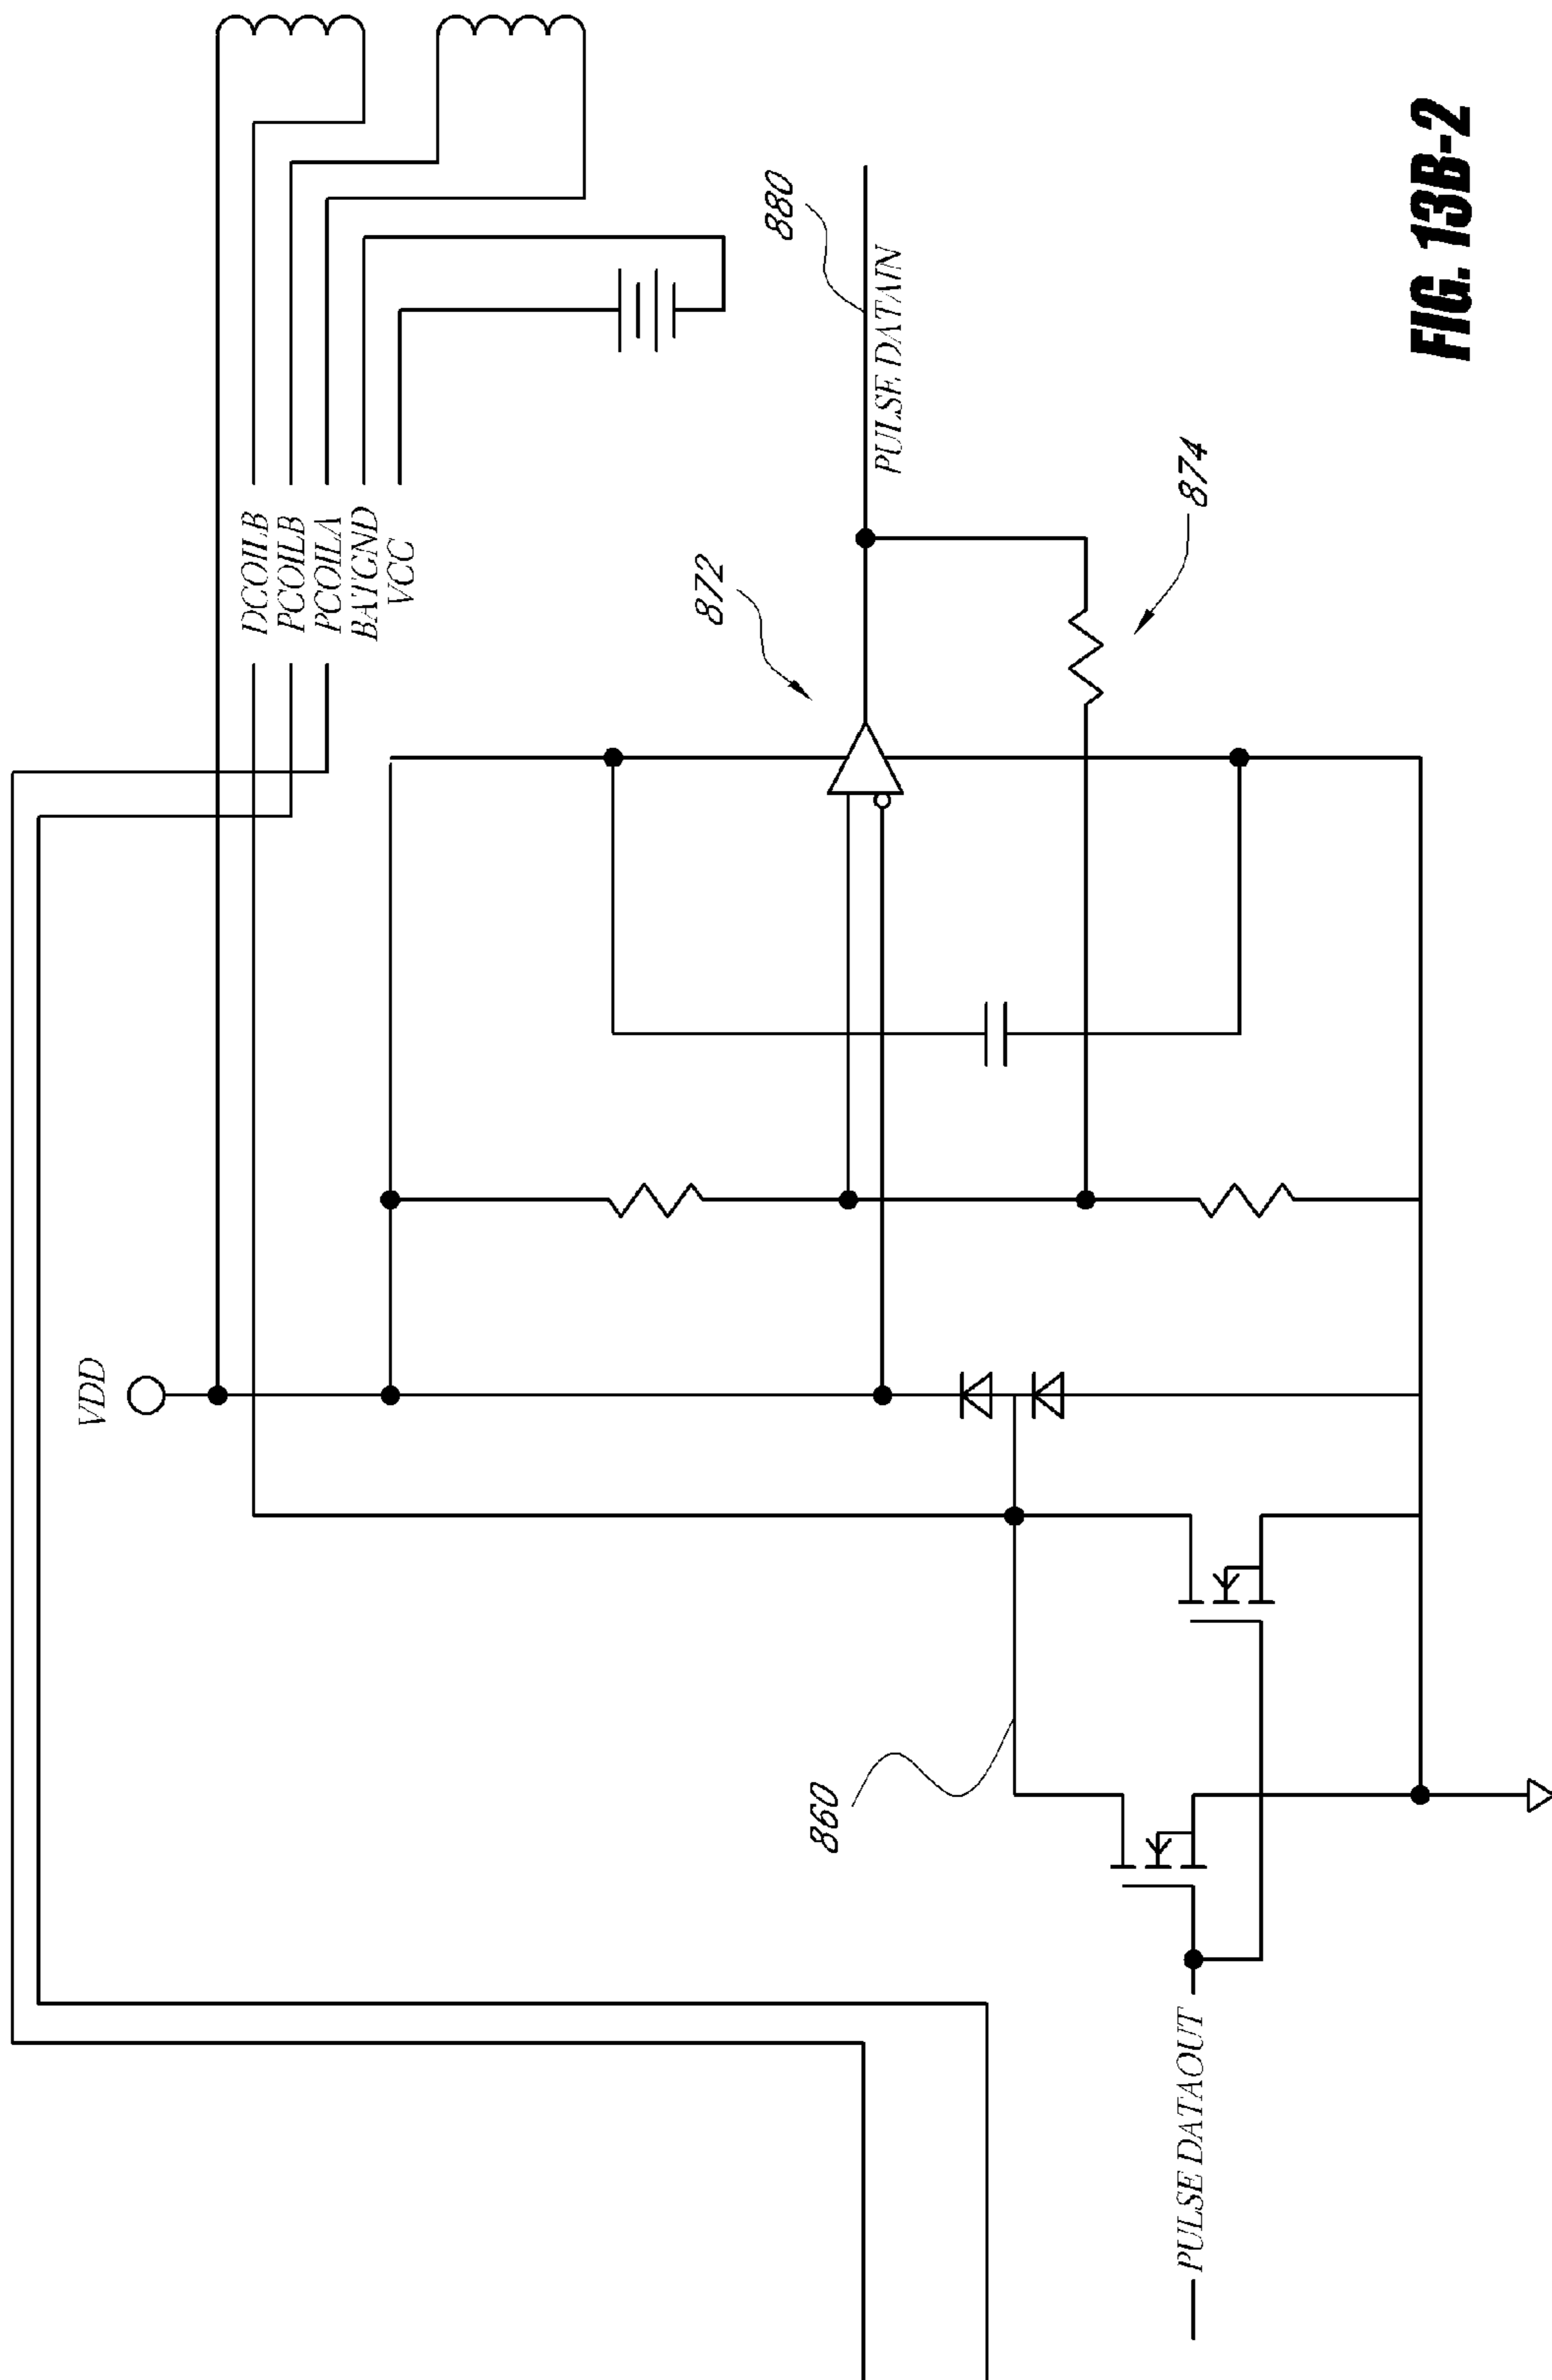 VDD
DCOILB
PCOILB
PCOILA
BATGND
VCC
860
872
880
PULSE DATAIN
874
PULSE DATAOUT
FIG. 13B-2